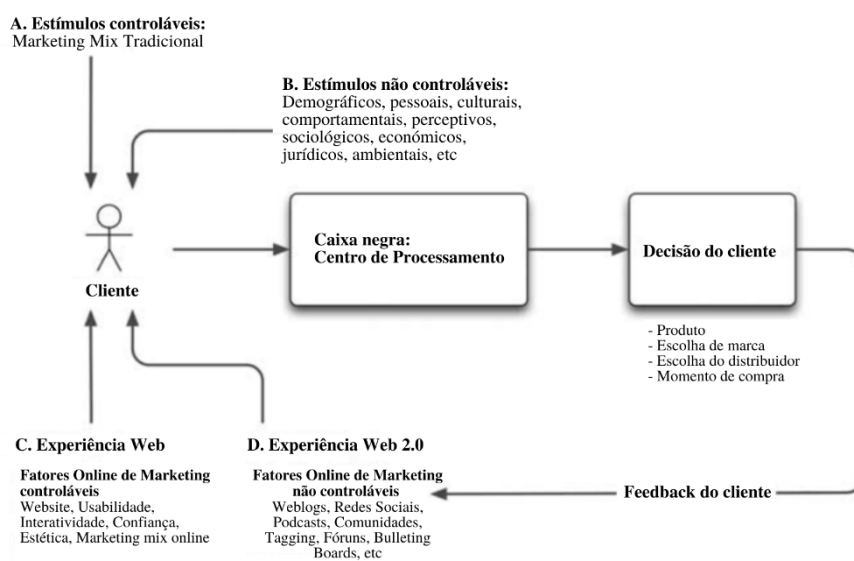 A. Estímulos controláveis:
Marketing Mix Tradicional
B. Estímulos não controláveis:
Demográficos, pessoais, culturais,
comportamentais, perceptivos,
sociológicos, económicos,
jurídicos, ambientais, etc
Cliente
Caixa negra:
Centro de Processamento
Decisão do cliente
- Produto
- Escolha de marca
- Escolha do distribuidor
- Momento de compra
C. Experiência Web
Fatores Online de Marketing
controláveis
Website, Usabilidade,
Interatividade, Confiança,
Estética, Marketing mix online
D. Experiência Web 2.0
Fatores Online de Marketing
não controláveis
Weblogs, Redes Sociais,
Podcasts, Comunidades,
Tagging, Fóruns, Bulleting
Boards, etc
Feedback do cliente